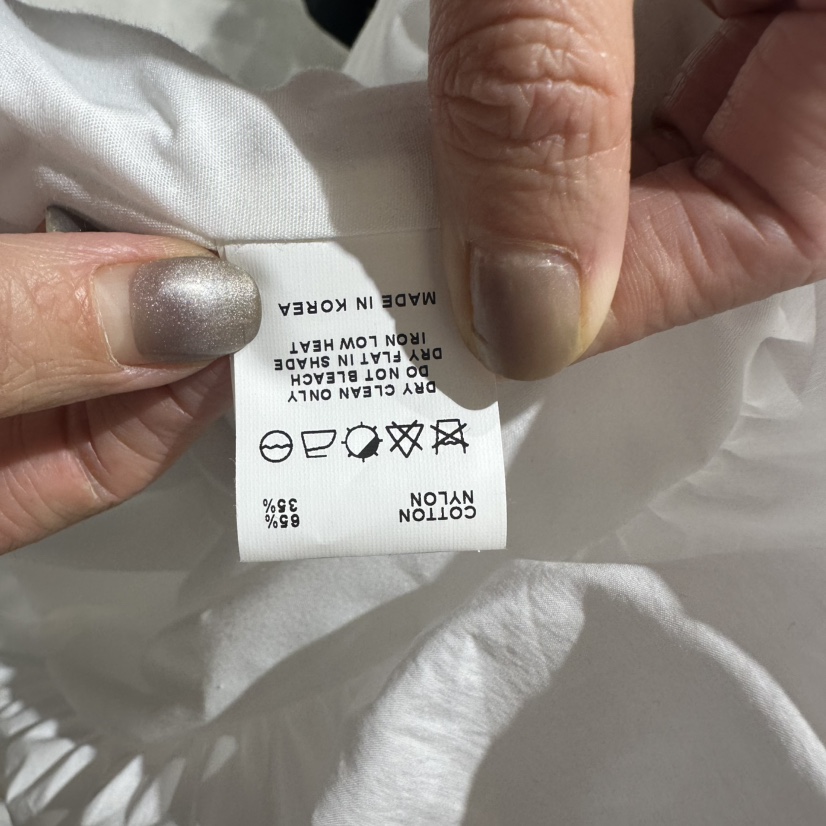 COTTON 65%
NYLON 35%
DRY CLEAN ONLY
DO NOT BLEACH
DRY FLAT IN SHADE
IRON LOW HEAT
MADE IN KOREA